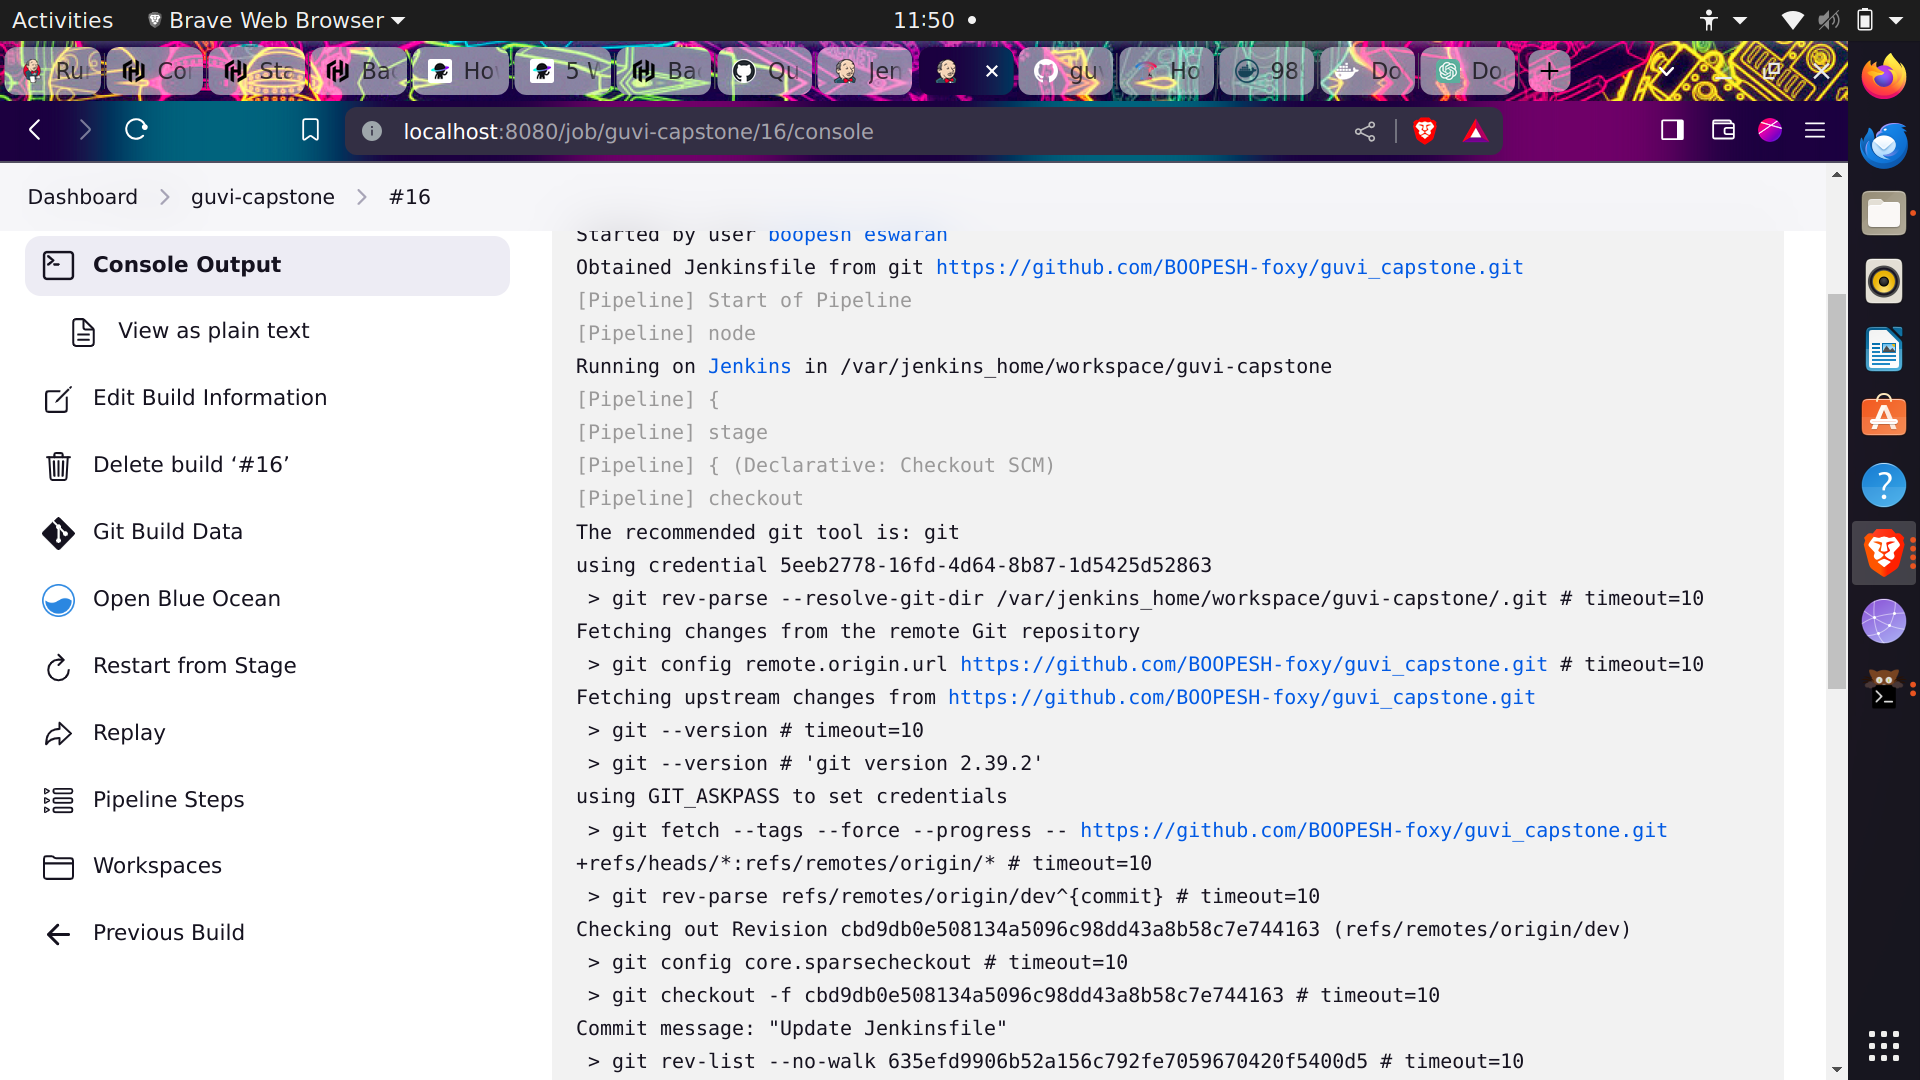 Activities
Brave Web Browser
11:50
Ru
Co
Sta
Ba
Ho
5 V
Ba
Qu
Jen
gu
Ho
98
Do
Do
localhost:8080/job/guvi-capstone/16/console
Dashboard > guvi-capstone > #16
Console Output
View as plain text
Edit Build Information
Delete build ‘#16’
Git Build Data
Open Blue Ocean
Restart from Stage
Replay
Pipeline Steps
Workspaces
Previous Build
Started by user boopesh eswaran
Obtained Jenkinsfile from git https://github.com/BOOPESH-foxy/guvi_capstone.git
[Pipeline] Start of Pipeline
[Pipeline] node
Running on Jenkins in /var/jenkins_home/workspace/guvi-capstone
[Pipeline] {
[Pipeline] stage
[Pipeline] { (Declarative: Checkout SCM)
[Pipeline] checkout
The recommended git tool is: git
using credential 5eeb2778-16fd-4d64-8b87-1d5425d52863
> git rev-parse --resolve-git-dir /var/jenkins_home/workspace/guvi-capstone/.git # timeout=10
Fetching changes from the remote Git repository
> git config remote.origin.url https://github.com/BOOPESH-foxy/guvi_capstone.git # timeout=10
Fetching upstream changes from https://github.com/BOOPESH-foxy/guvi_capstone.git
> git --version # timeout=10
> git --version # 'git version 2.39.2'
using GIT_ASKPASS to set credentials
> git fetch --tags --force --progress -- https://github.com/BOOPESH-foxy/guvi_capstone.git
+refs/heads/*:refs/remotes/origin/* # timeout=10
> git rev-parse refs/remotes/origin/dev^{commit} # timeout=10
Checking out Revision cbd9db0e508134a5096c98dd43a8b58c7e744163 (refs/remotes/origin/dev)
> git config core.sparsecheckout # timeout=10
> git checkout -f cbd9db0e508134a5096c98dd43a8b58c7e744163 # timeout=10
Commit message: "Update Jenkinsfile"
> git rev-list --no-walk 635efd9906b52a156c792fe7059670420f5400d5 # timeout=10